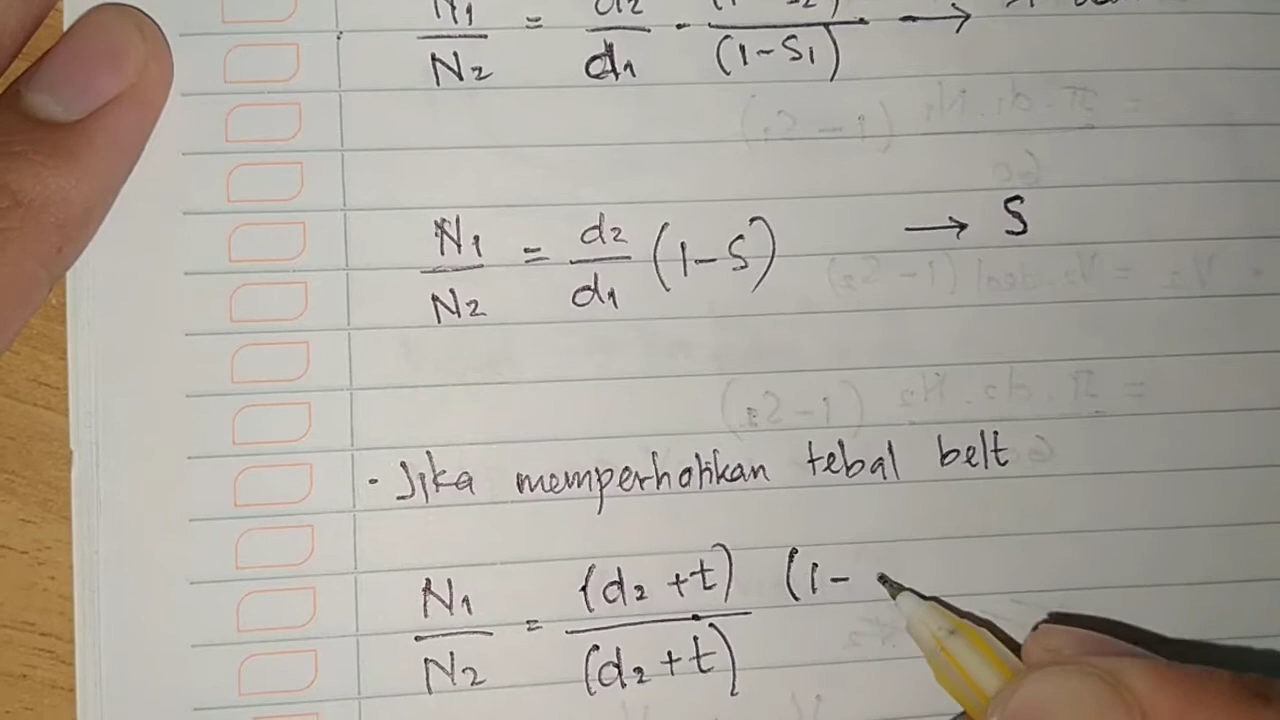 N1/N2 = d2/d1 · (1-S2)/(1-S1) →
N1/N2 = d2/d1 (1-S) → S
· Jika memperhatikan tebal belt
N1/N2 = (d2+t)/(d2+t) (1-